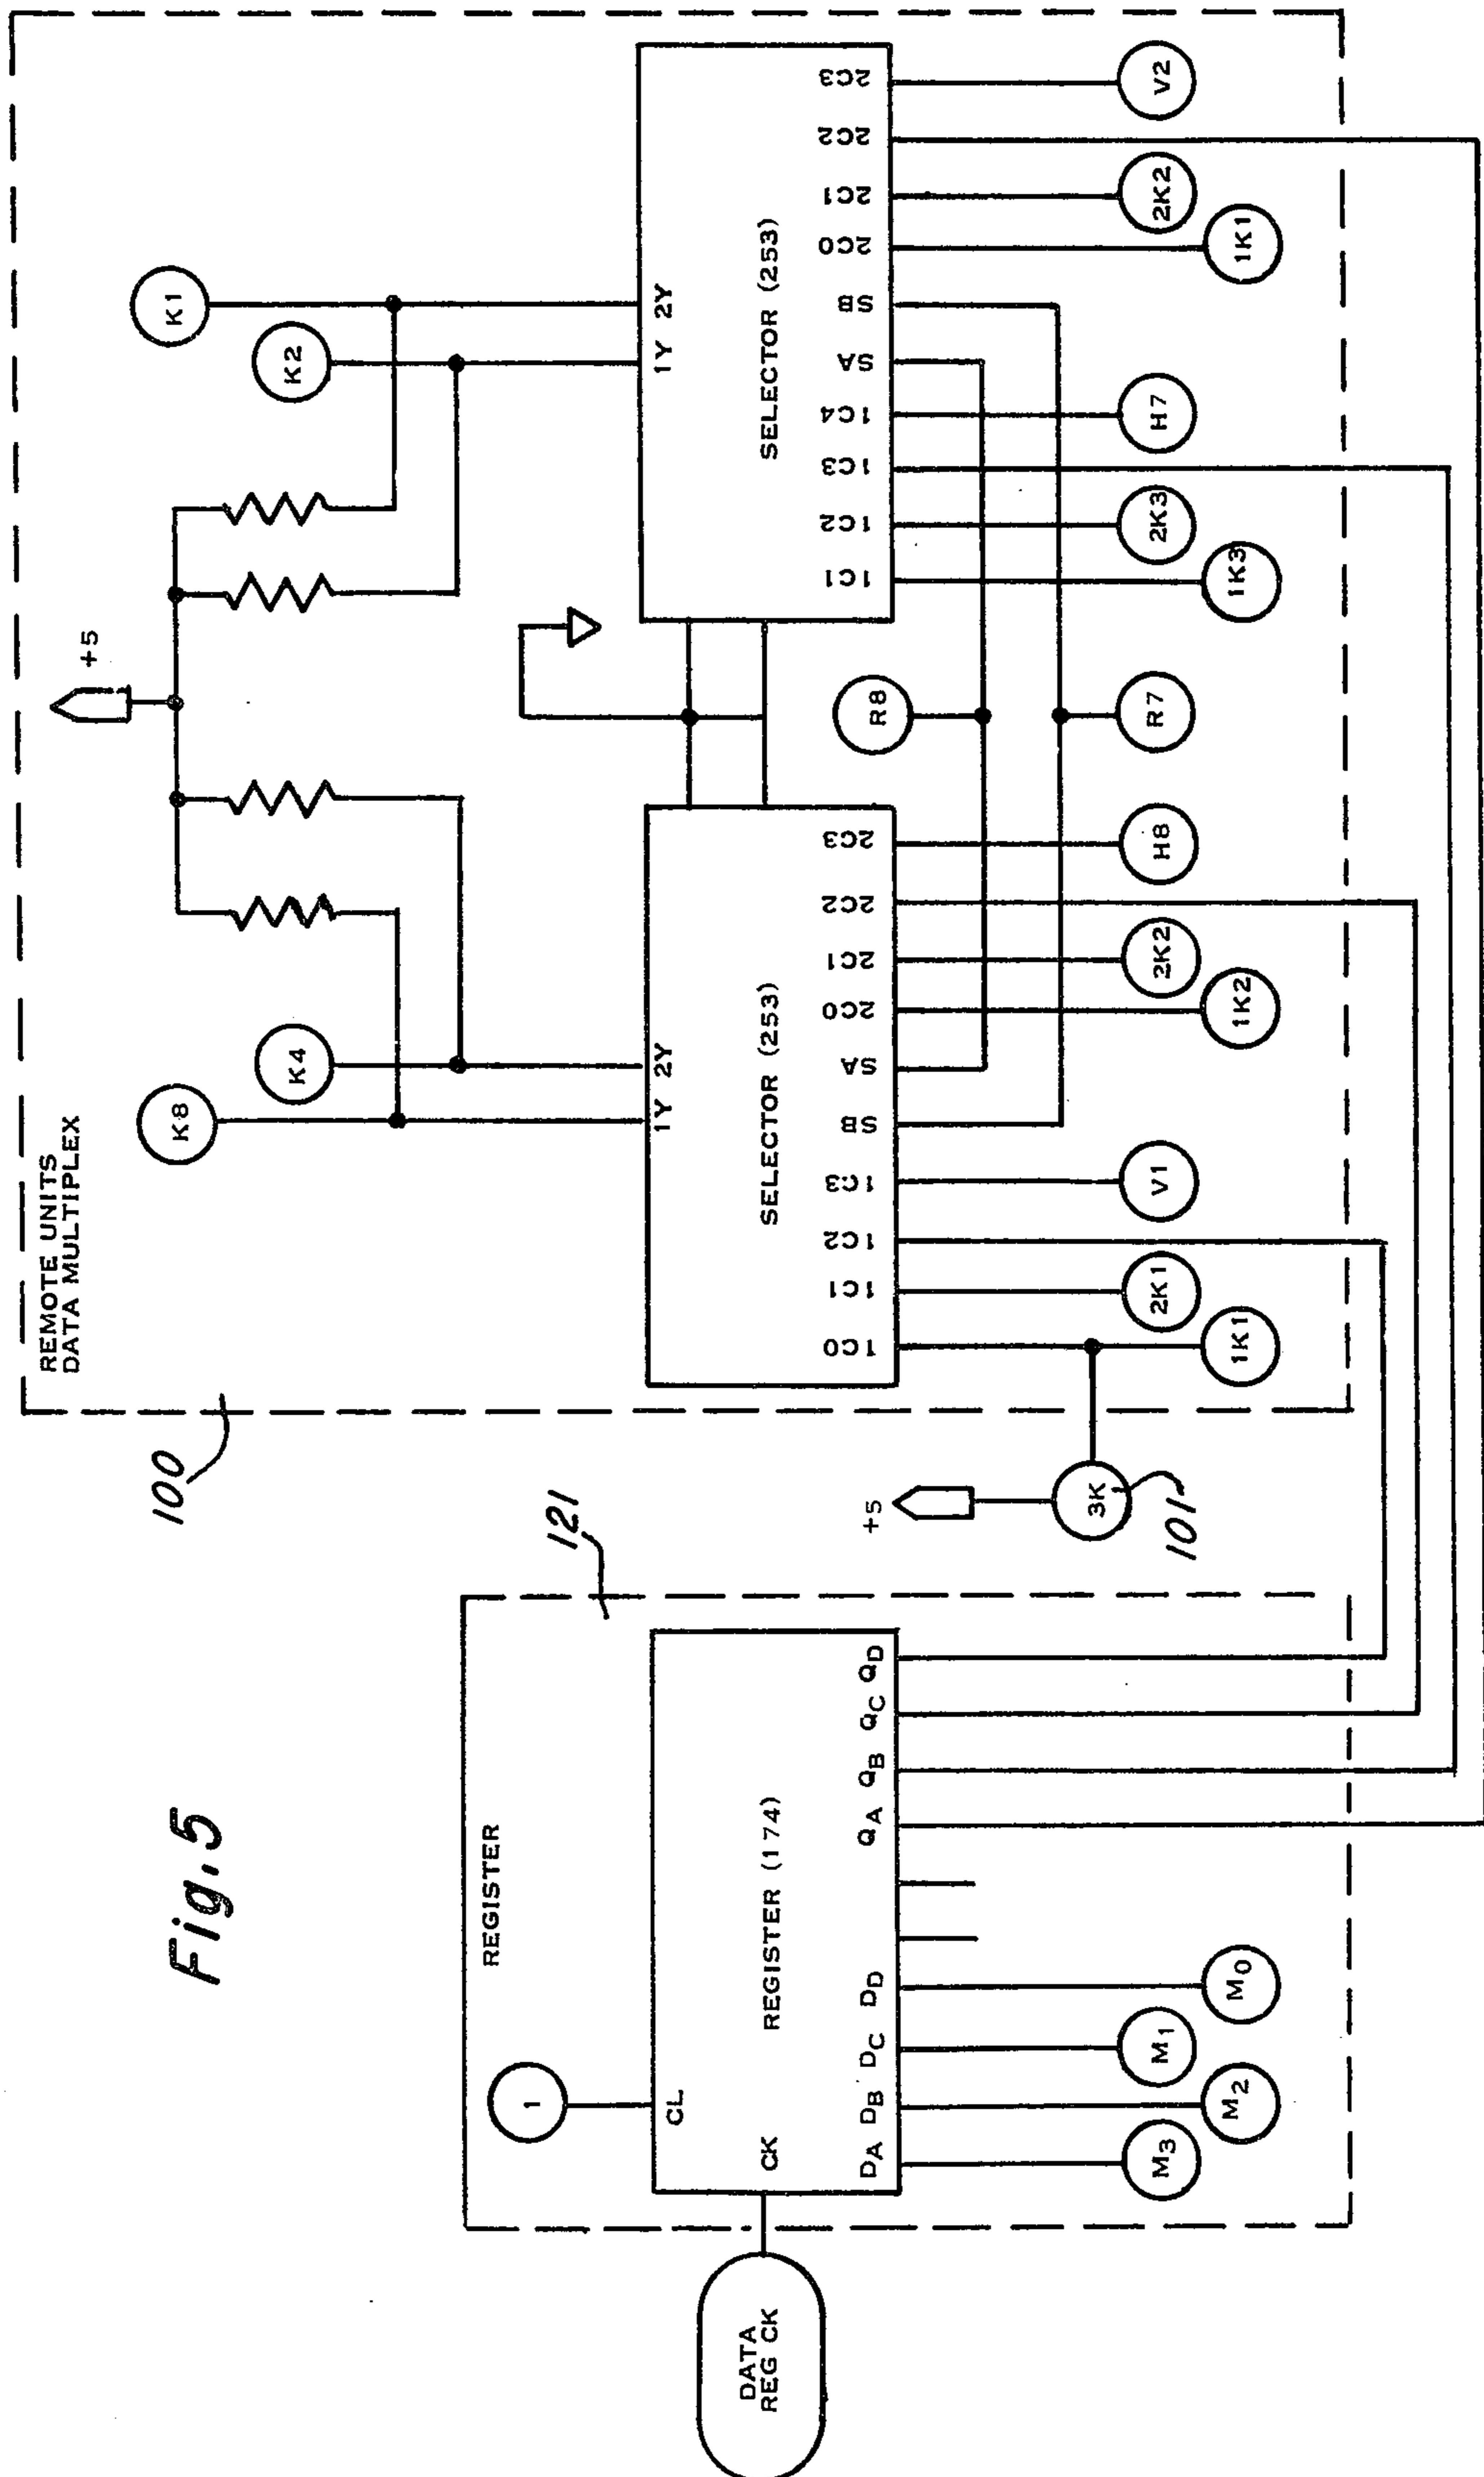 Fig. 5
REMOTE UNITS
DATA MULTIPLEX
100
+5
K8
K4
K2
K1
1Y 2Y
1Y 2Y
SELECTOR (253)
SELECTOR (253)
1C0 1C1 1C2 1C3 SB SA 2C0 2C1 2C2 2C3
1C1 1C2 1C3 1C4 SA SB 2C0 2C1 2C2 2C3
R8
R7
1K1
2K1
V1
1K2
2K2
H8
1K3
2K3
H7
1K1
2K2
V2
+5
3K
101
121
REGISTER
1
CL
CK
REGISTER (174)
DATA
REG CK
DA DB DC DD QA QB QC QD
M3
M2
M1
M0